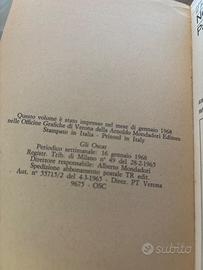 Questo volume è stato impresso nel mese di gennaio 1968
nelle Officine Grafiche di Verona della Arnoldo Mondadori Editore
Stampato in Italia - Printed in Italy
Gli Oscar
Periodico settimanale: 16 gennaio 1968
Registr. Trib. di Milano n° 49 del 28-2-1965
Direttore responsabile: Alberto Mondadori
Spedizione abbonamento postale TR edit.
Aut. n° 55715/2 del 4-3-1965 - Direz. PT Verona
9675 - OSC
subito